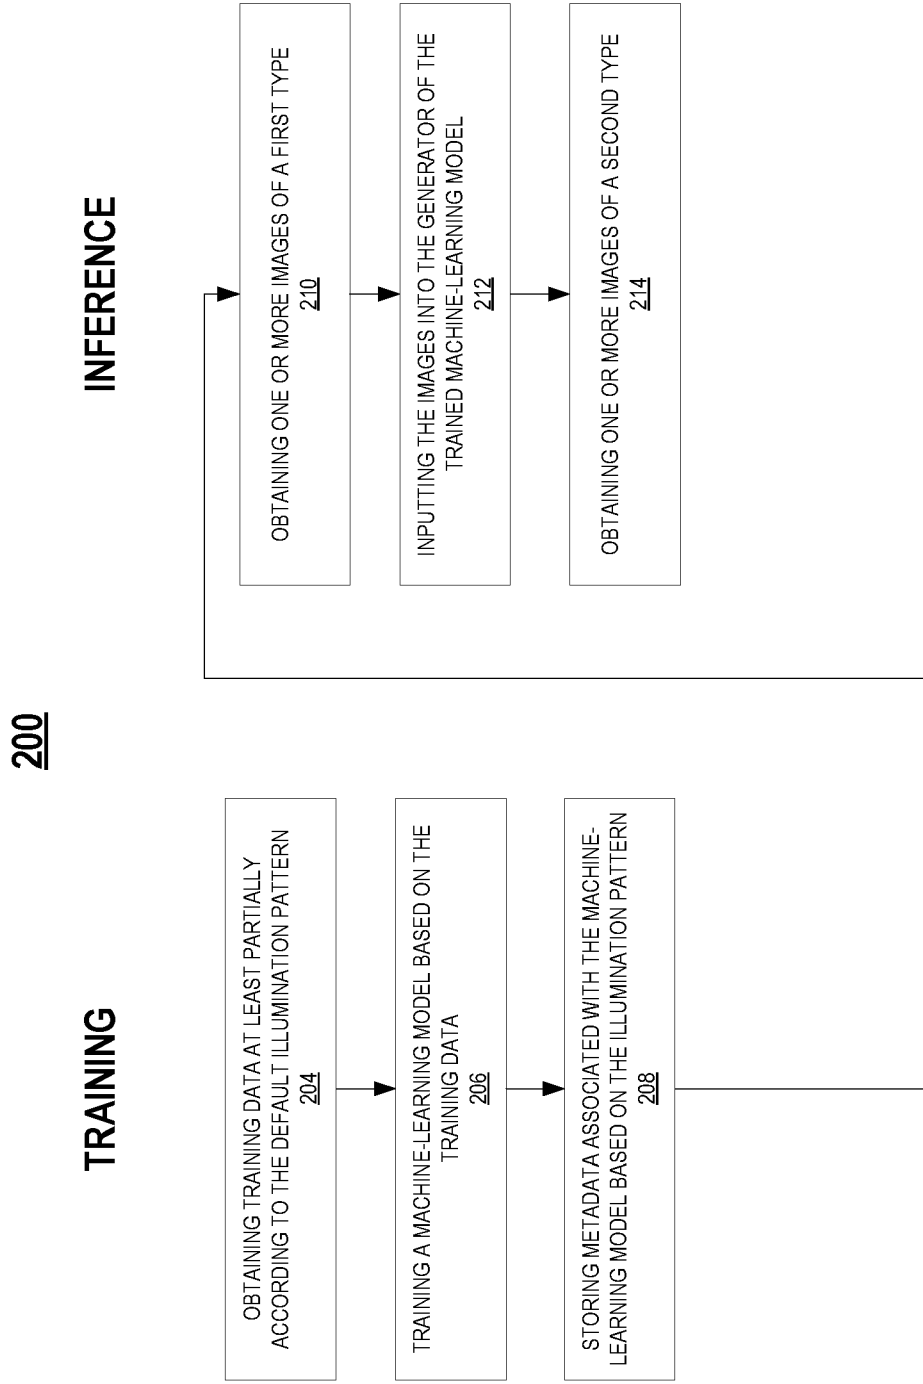 200
TRAINING
OBTAINING TRAINING DATA AT LEAST PARTIALLY
ACCORDING TO THE DEFAULT ILLUMINATION PATTERN
204
TRAINING A MACHINE-LEARNING MODEL BASED ON THE
TRAINING DATA
206
STORING METADATA ASSOCIATED WITH THE MACHINE-
LEARNING MODEL BASED ON THE ILLUMINATION PATTERN
208
INFERENCE
OBTAINING ONE OR MORE IMAGES OF A FIRST TYPE
210
INPUTTING THE IMAGES INTO THE GENERATOR OF THE
TRAINED MACHINE-LEARNING MODEL
212
OBTAINING ONE OR MORE IMAGES OF A SECOND TYPE
214